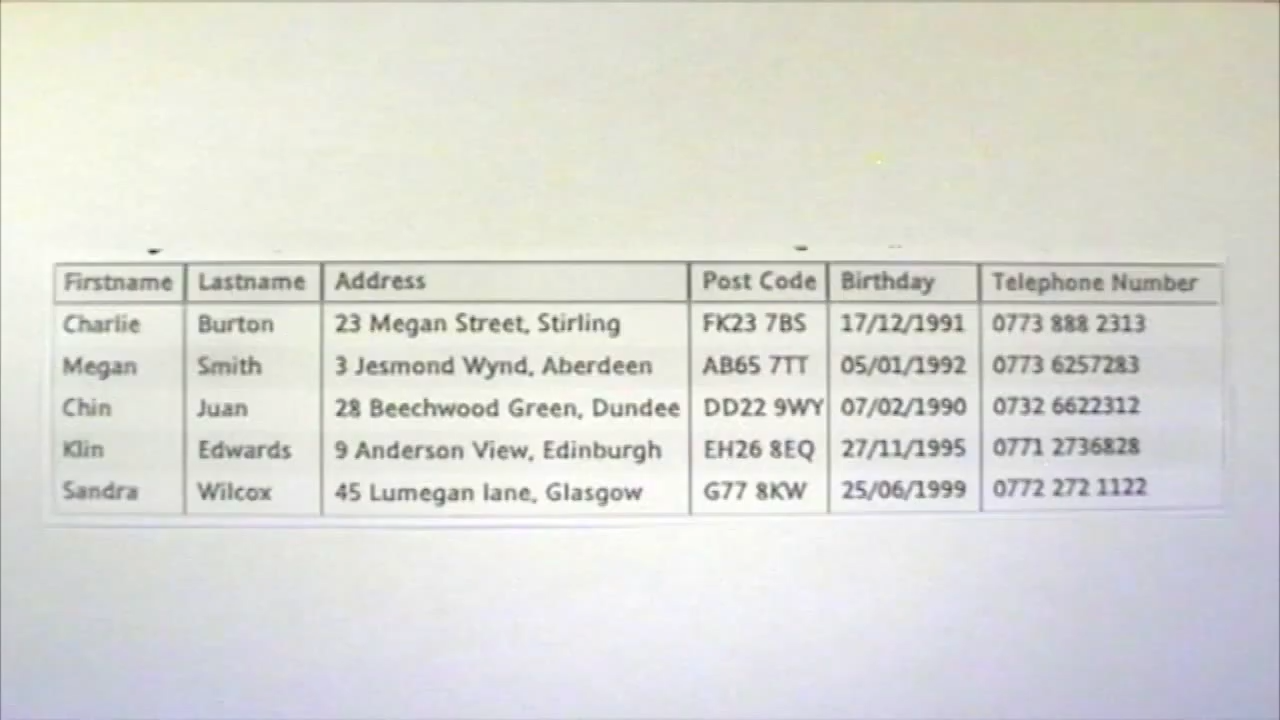 Firstname Lastname Address Post Code Birthday Telephone Number
Charlie Burton 23 Megan Street, Stirling FK23 7BS 17/12/1991 0773 888 2313
Megan Smith 3 Jesmond Wynd, Aberdeen AB65 7TT 05/01/1992 0773 6257283
Chin Juan 28 Beechwood Green, Dundee DD22 9WY 07/02/1990 0732 6622312
Klin Edwards 9 Anderson View, Edinburgh EH26 8EQ 27/11/1995 0771 2736828
Sandra Wilcox 45 Lumegan lane, Glasgow G77 8KW 25/06/1999 0772 272 1122